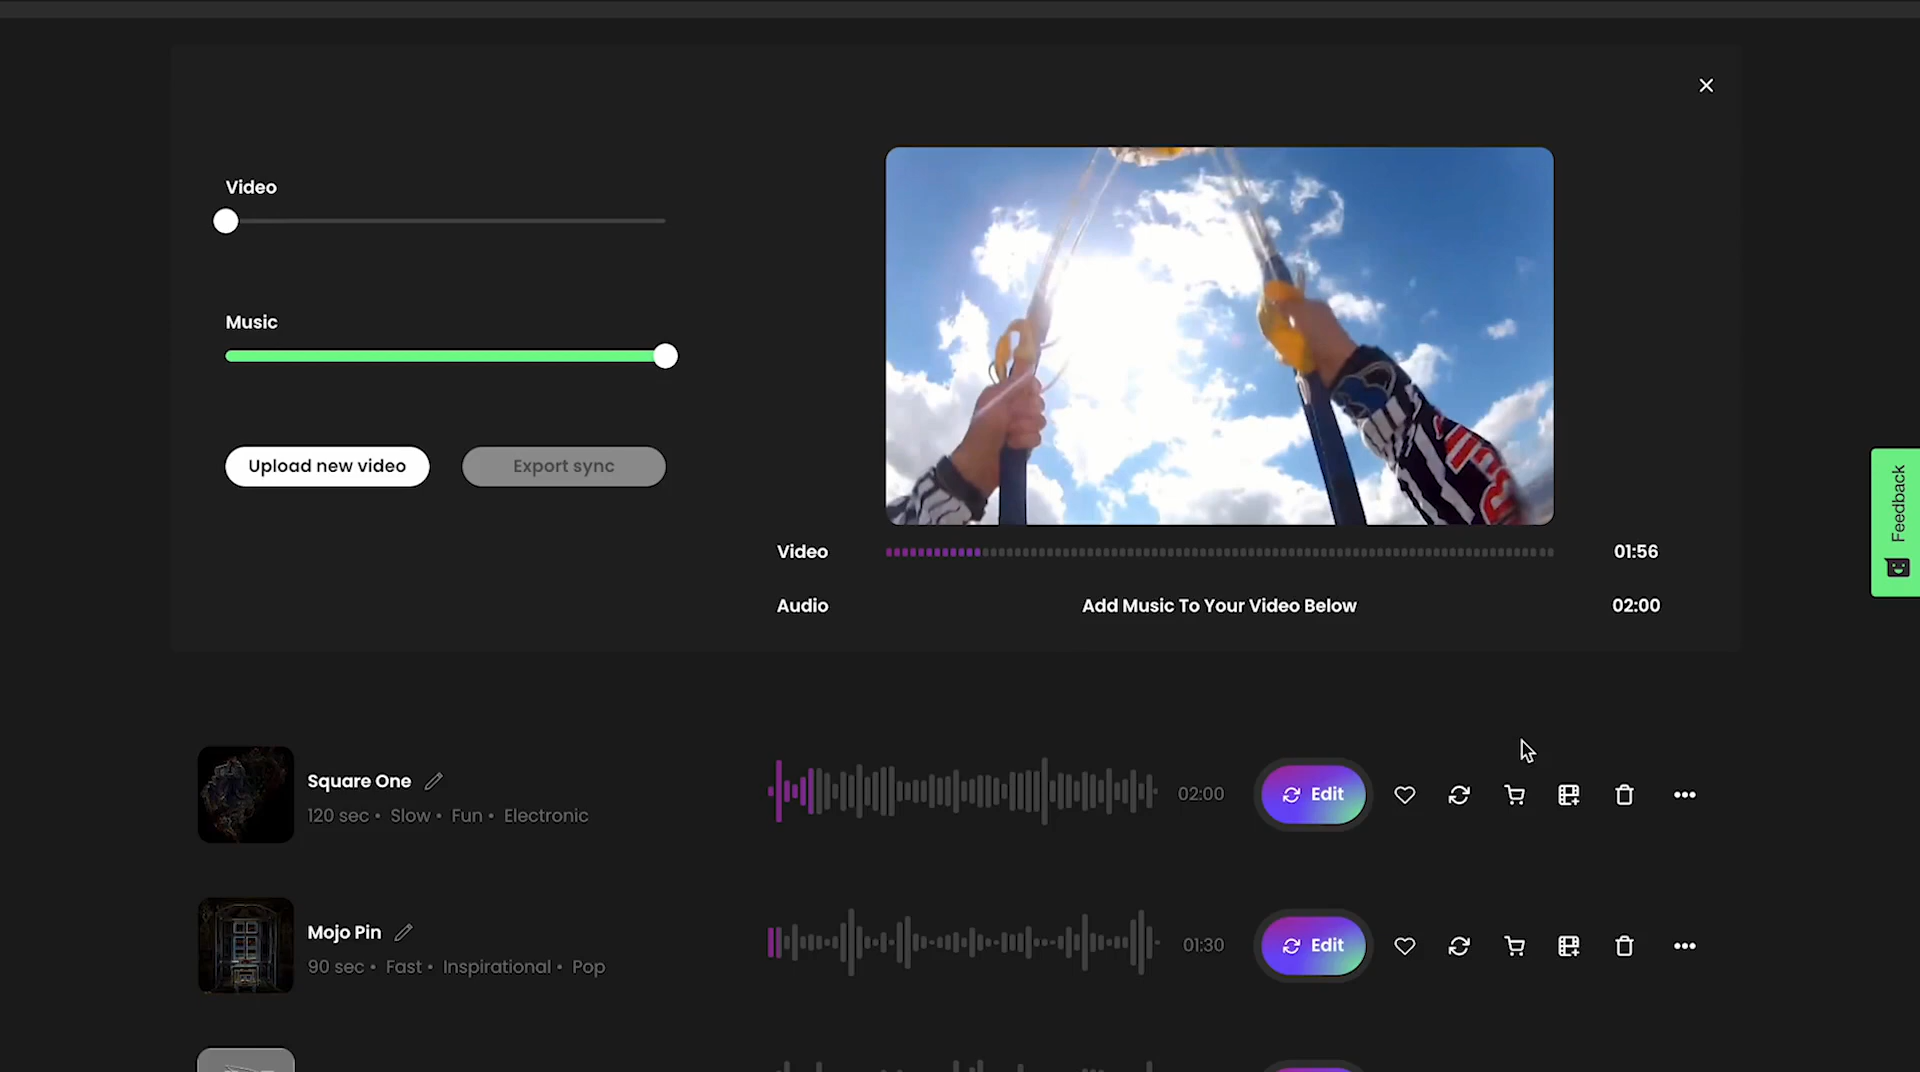 Video
Music
Upload new video
Export sync
Video
01:56
Audio
Add Music To Your Video Below
02:00
Feedback
Square One
120 sec • Slow • Fun • Electronic
02:00
Edit
Mojo Pin
90 sec • Fast • Inspirational • Pop
01:30
Edit